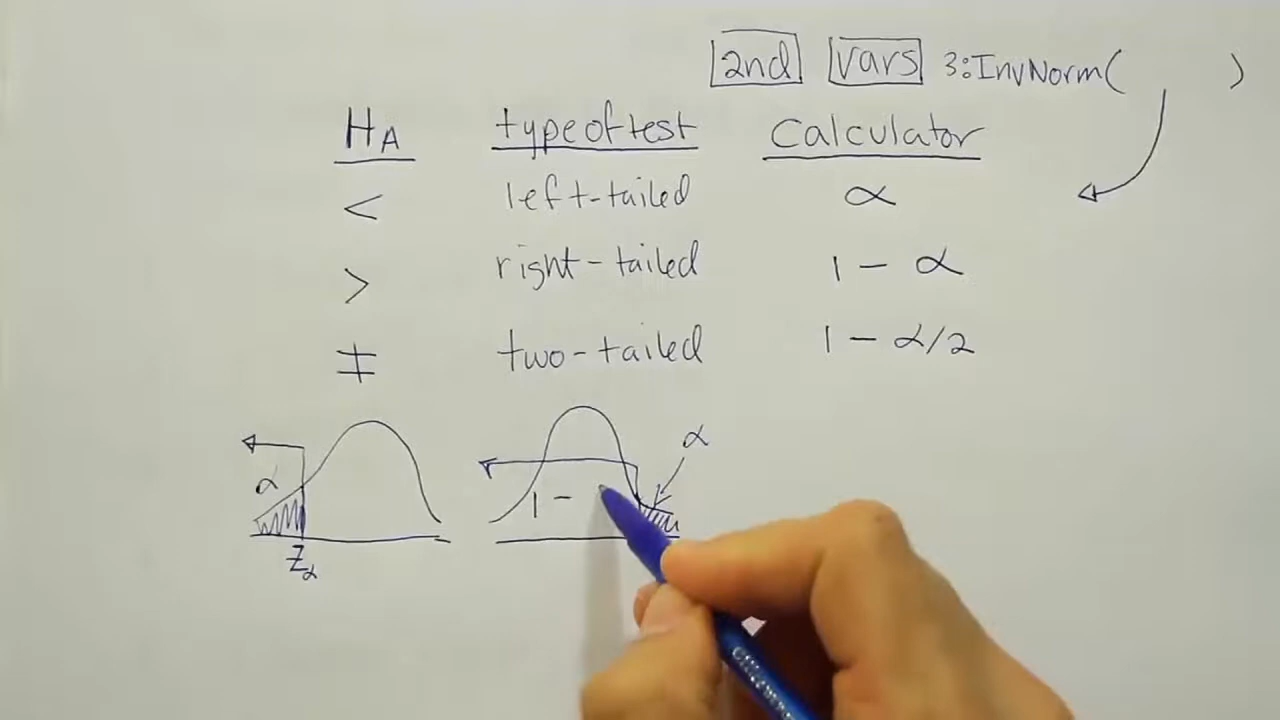 2nd vars 3:InvNorm( )
HA type of test Calculator
< left-tailed α
> right-tailed 1 - α
≠ two-tailed 1 - α/2
α
α
1 -
Zα